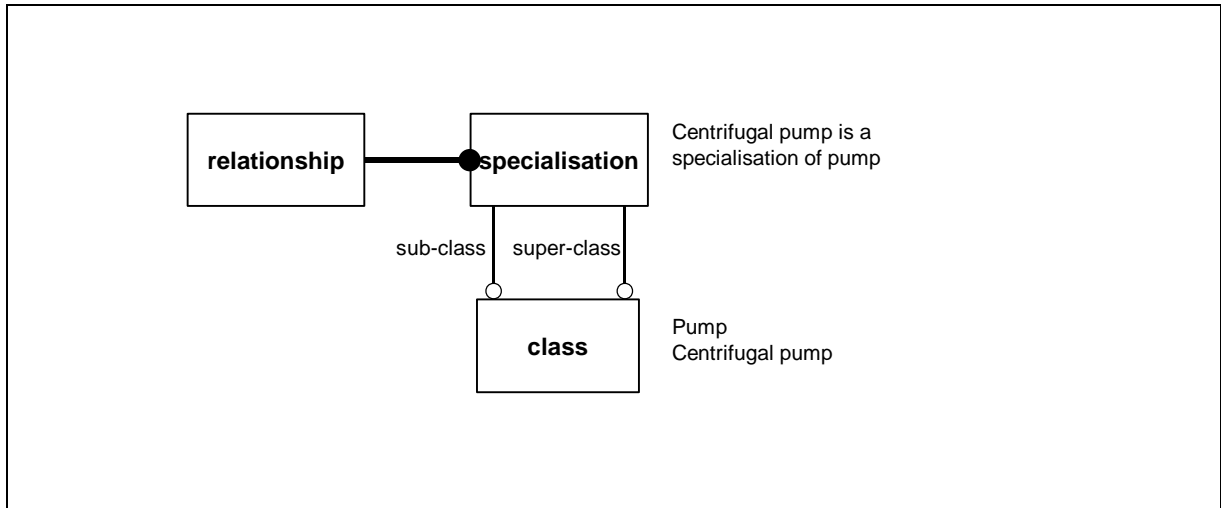 relationship
specialisation
Centrifugal pump is a
specialisation of pump
sub-class
super-class
class
Pump
Centrifugal pump